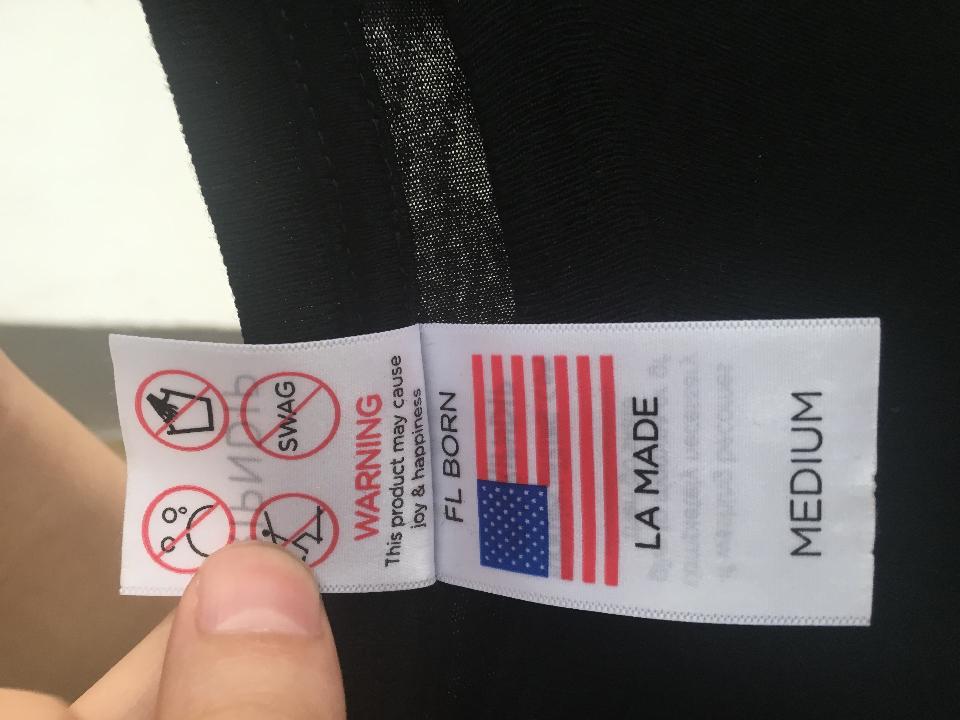 SWAG
WARNING
This product may cause
joy & happiness
FL BORN
LA MADE
MEDIUM